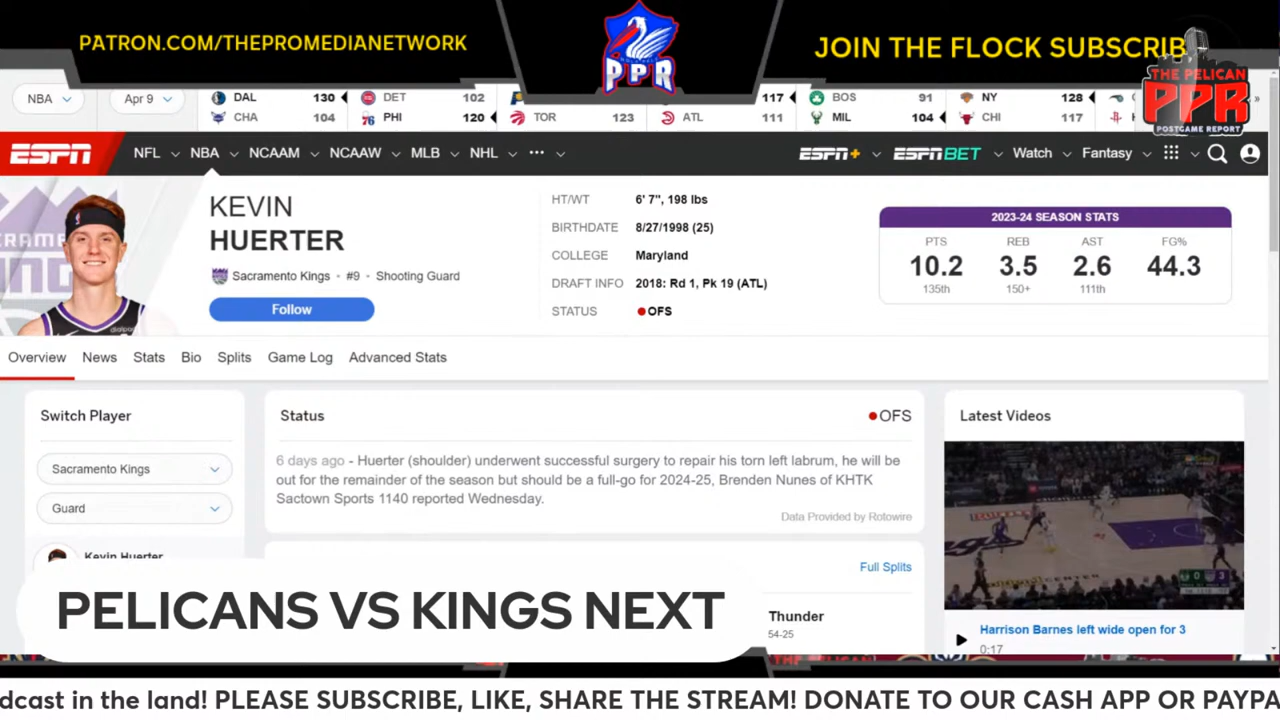 PATRON.COM/THEPROMEDIANETWORK
PPR
JOIN THE FLOCK SUBSCRIB
THE PELICAN
PPR
POSTGAME REPORT
NBA
Apr 9
DAL 130
CHA 104
DET 102
PHI 120
TOR 123
117
ATL 111
BOS 91
MIL 104
NY 128
CHI 117
»
ESPN
NFL NBA NCAAM NCAAW MLB NHL •••
ESPN+ ESPN BET Watch Fantasy
KEVIN
HUERTER
Sacramento Kings • #9 • Shooting Guard
Follow
HT/WT 6' 7", 198 lbs
BIRTHDATE 8/27/1998 (25)
COLLEGE Maryland
DRAFT INFO 2018: Rd 1, Pk 19 (ATL)
STATUS OFS
2023-24 SEASON STATS
PTS REB AST FG%
10.2 3.5 2.6 44.3
135th 150+ 111th
Overview News Stats Bio Splits Game Log Advanced Stats
Switch Player
Sacramento Kings
Guard
Kevin Huerter
Status OFS
6 days ago - Huerter (shoulder) underwent successful surgery to repair his torn left labrum, he will be
out for the remainder of the season but should be a full-go for 2024-25, Brenden Nunes of KHTK
Sactown Sports 1140 reported Wednesday.
Data Provided by Rotowire
Full Splits
Thunder
54-25
Latest Videos
Harrison Barnes left wide open for 3
0:17
PELICANS VS KINGS NEXT
dcast in the land! PLEASE SUBSCRIBE, LIKE, SHARE THE STREAM! DONATE TO OUR CASH APP OR PAYPA